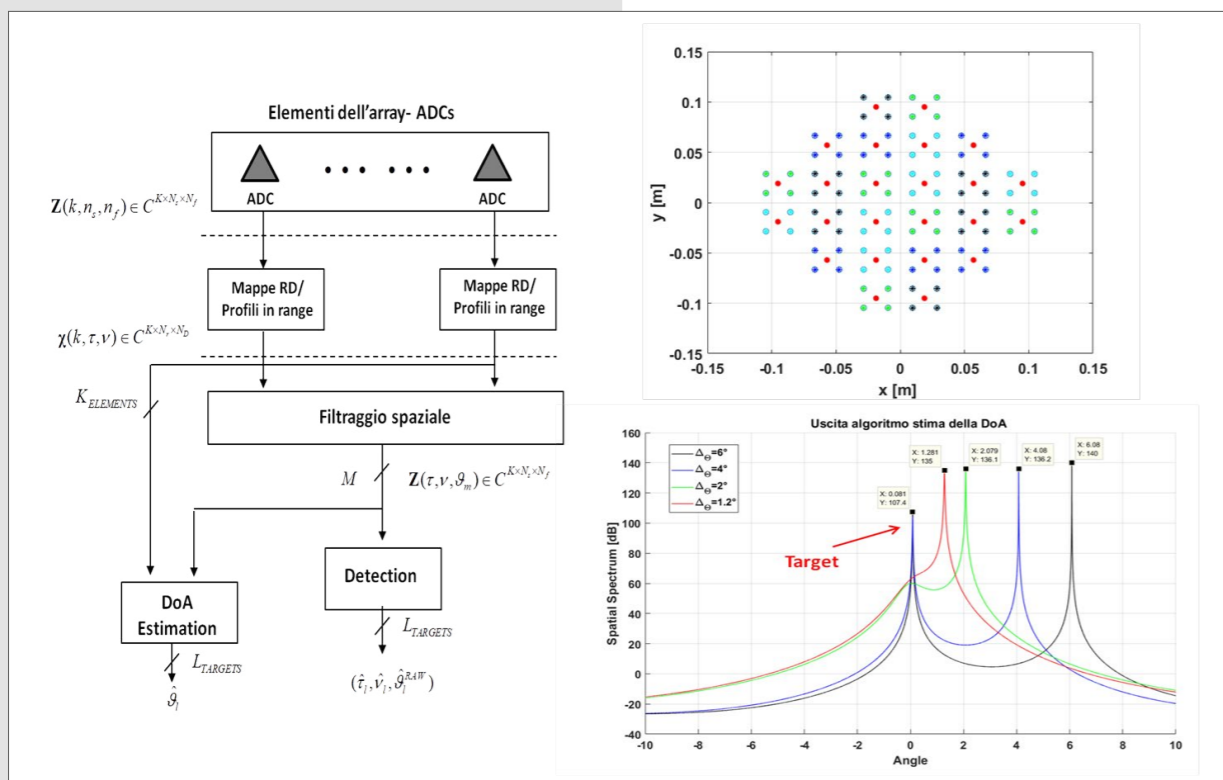 Elementi dell'array- ADCs
ADC
ADC
Z(k,n_s,n_f) ∈ C^{K×N_s×N_f}
Mappe RD/
Profili in range
Mappe RD/
Profili in range
χ(k,τ,ν) ∈ C^{K×N_s×N_D}
K_{ELEMENTS}
Filtraggio spaziale
M
Z(τ,ν,ϑ_m) ∈ C^{K×N_s×N_f}
DoA
Estimation
Detection
L_{TARGETS}
L_{TARGETS}
ϑ̂_l
(τ̂_l,ν̂_l,ϑ̂_l^{RAW})
0.15
0.1
0.05
0
-0.05
-0.1
-0.15
y [m]
-0.15
-0.1
-0.05
0
0.05
0.1
0.15
x [m]
Uscita algoritmo stima della DoA
160
140
120
100
80
60
40
20
0
-20
-40
Spatial Spectrum [dB]
Δ_Θ=6°
Δ_Θ=4°
Δ_Θ=2°
Δ_Θ=1.2°
X: 0.081
Y: 107.4
X: 1.281
Y: 135
X: 2.079
Y: 136.1
X: 4.08
Y: 136.2
X: 6.08
Y: 140
Target
-10
-8
-6
-4
-2
0
2
4
6
8
10
Angle